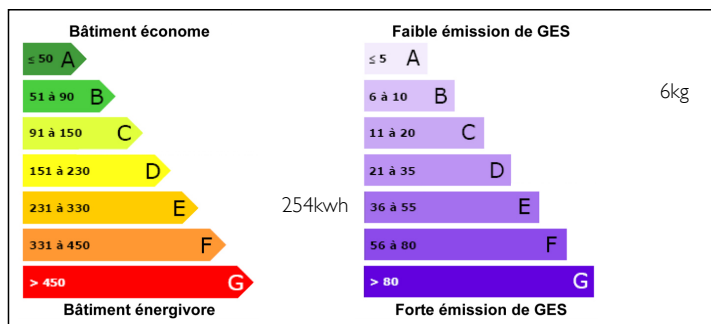 Bâtiment économe
≤ 50 A
51 à 90 B
91 à 150 C
151 à 230 D
231 à 330 E
254kwh
331 à 450 F
> 450 G
Bâtiment énergivore
Faible émission de GES
≤ 5 A
6 à 10 B
6kg
11 à 20 C
21 à 35 D
36 à 55 E
56 à 80 F
> 80 G
Forte émission de GES